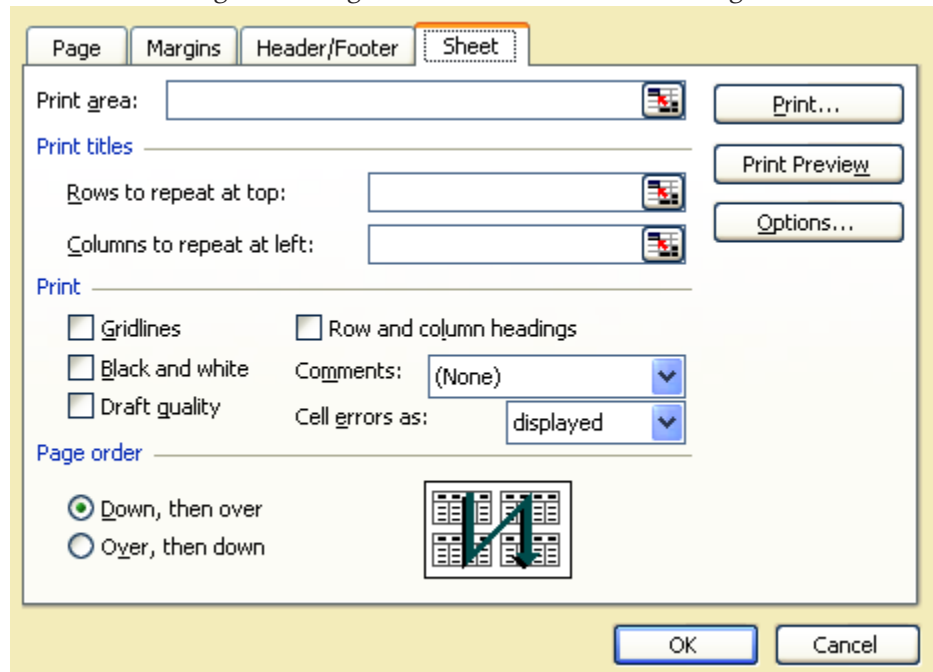 Page Margins Header/Footer Sheet
Print area:
Print...
Print titles
Print Preview
Rows to repeat at top:
Options...
Columns to repeat at left:
Print
Gridlines Row and column headings
Black and white Comments: (None)
Draft quality Cell errors as: displayed
Page order
Down, then over
Over, then down
OK Cancel